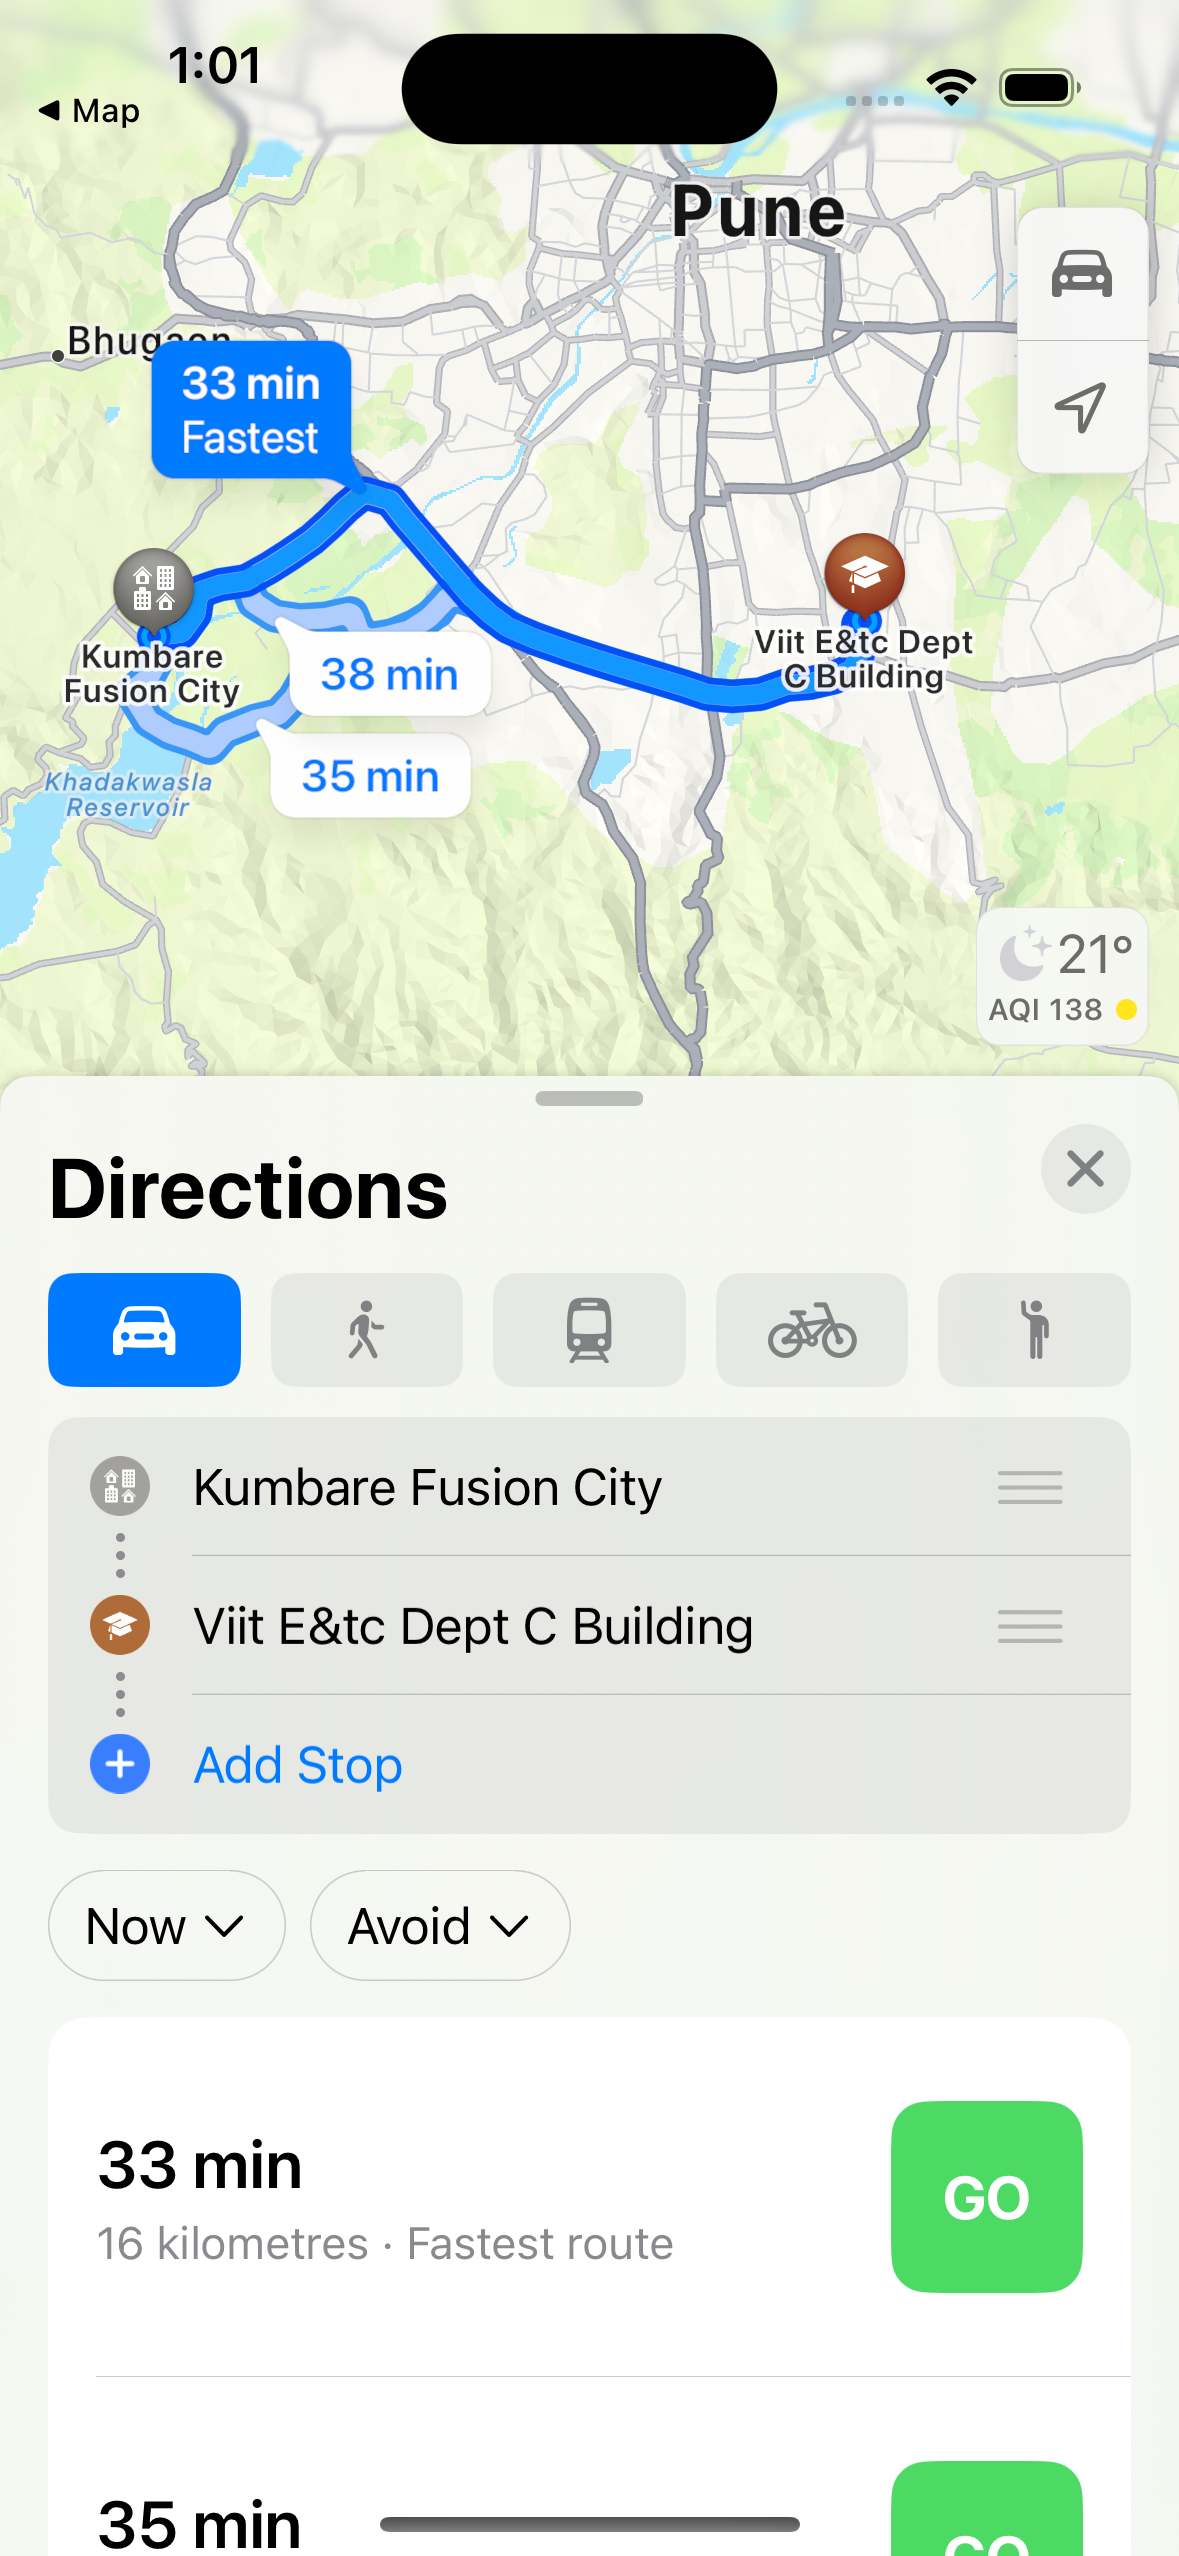 1:01
Map
Pune
Bhugaon
33 min
Fastest
Kumbare
Fusion City
38 min
35 min
Viit E&tc Dept
C Building
Khadakwasla
Reservoir
21°
AQI 138
Directions
Kumbare Fusion City
Viit E&tc Dept C Building
Add Stop
Now
Avoid
33 min
16 kilometres · Fastest route
GO
35 min
GO